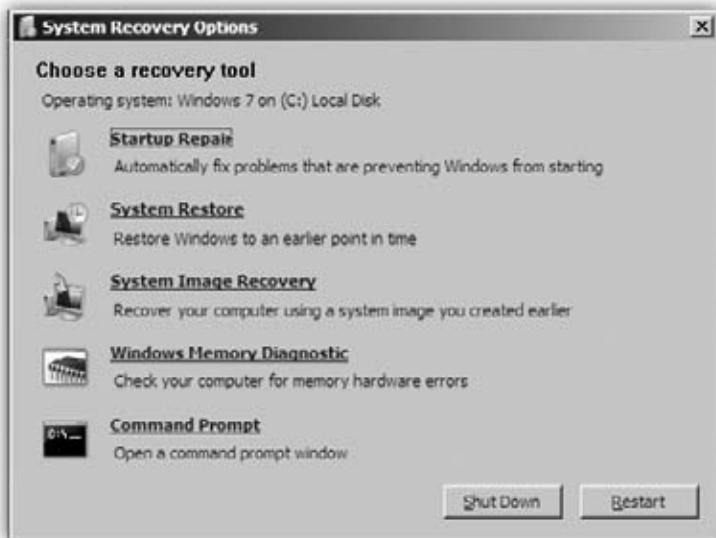 System Recovery Options
Choose a recovery tool
Operating system: Windows 7 on (C:) Local Disk
Startup Repair
Automatically fix problems that are preventing Windows from starting
System Restore
Restore Windows to an earlier point in time
System Image Recovery
Recover your computer using a system image you created earlier
Windows Memory Diagnostic
Check your computer for memory hardware errors
Command Prompt
Open a command prompt window
Shut Down
Restart